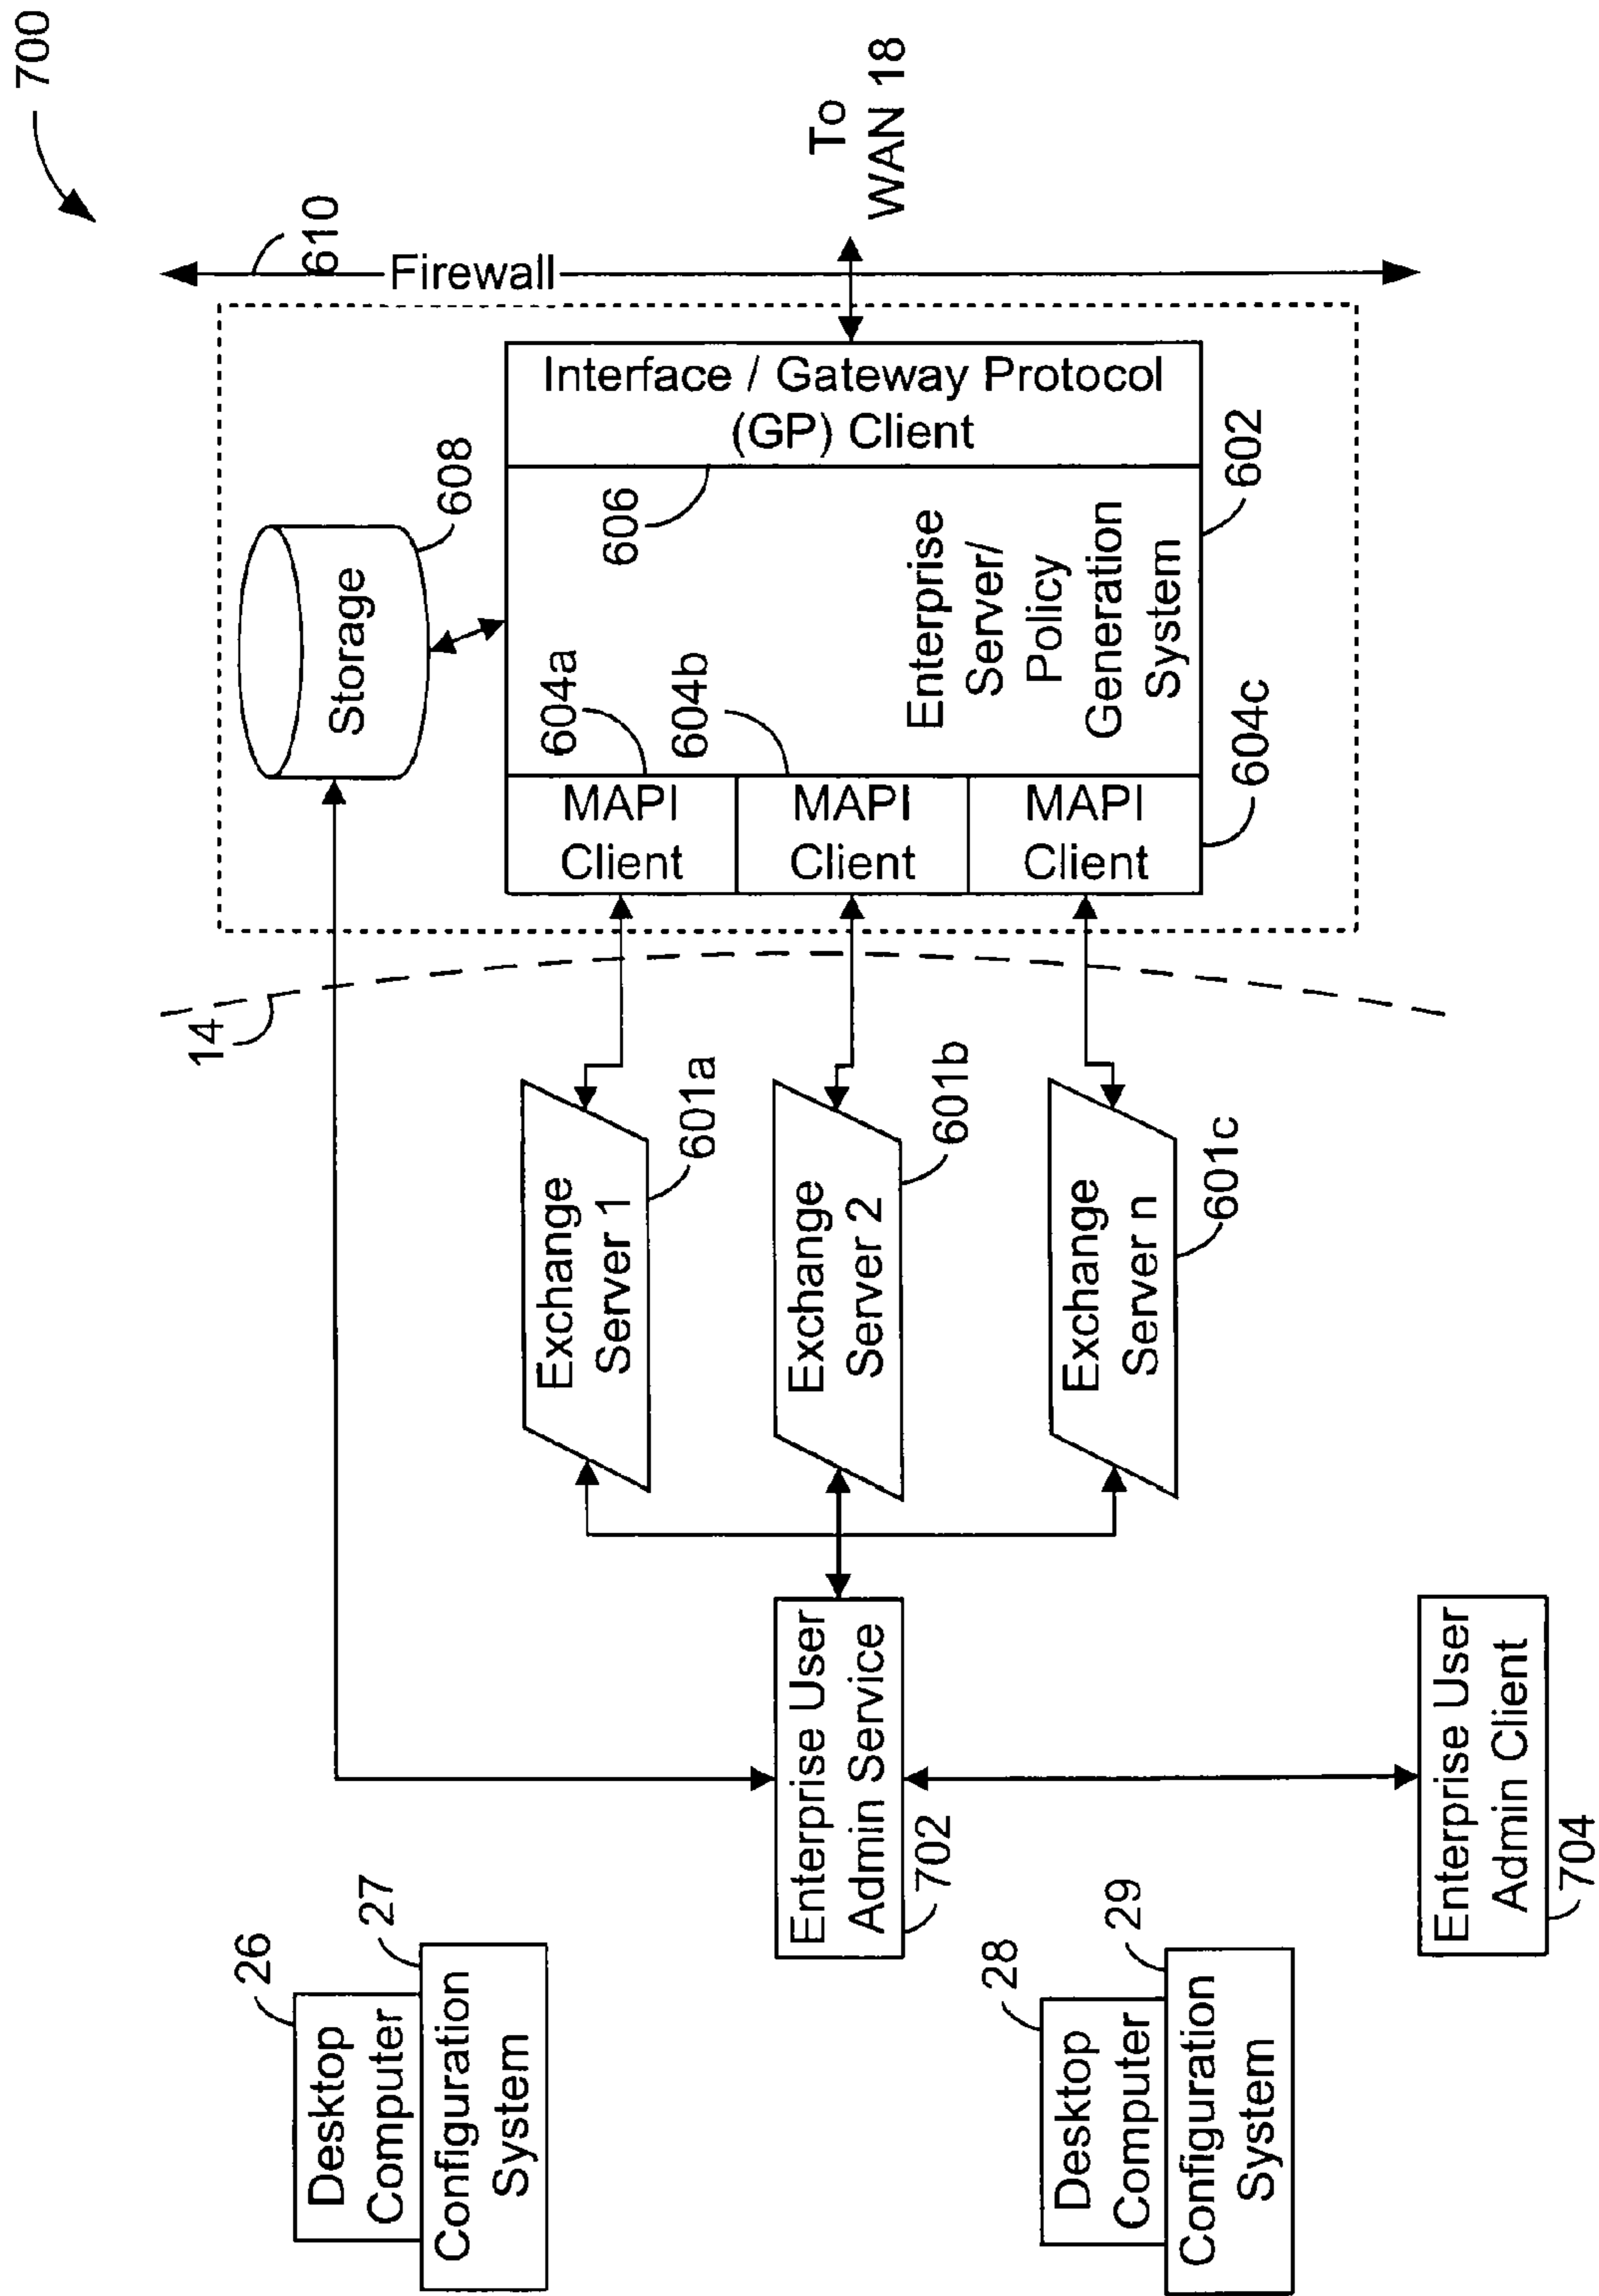 700
610
Firewall
To
WAN 18
Interface / Gateway Protocol
(GP) Client
606
608
Storage
Enterprise
Server/
Policy
Generation
System
602
604a
604b
604c
MAPI
Client
MAPI
Client
MAPI
Client
14
Exchange
Server 1
601a
Exchange
Server 2
601b
Exchange
Server n
601c
Enterprise User
Admin Service
702
Enterprise User
Admin Client
704
26
Desktop
Computer
27
Configuration
System
28
Desktop
Computer
29
Configuration
System